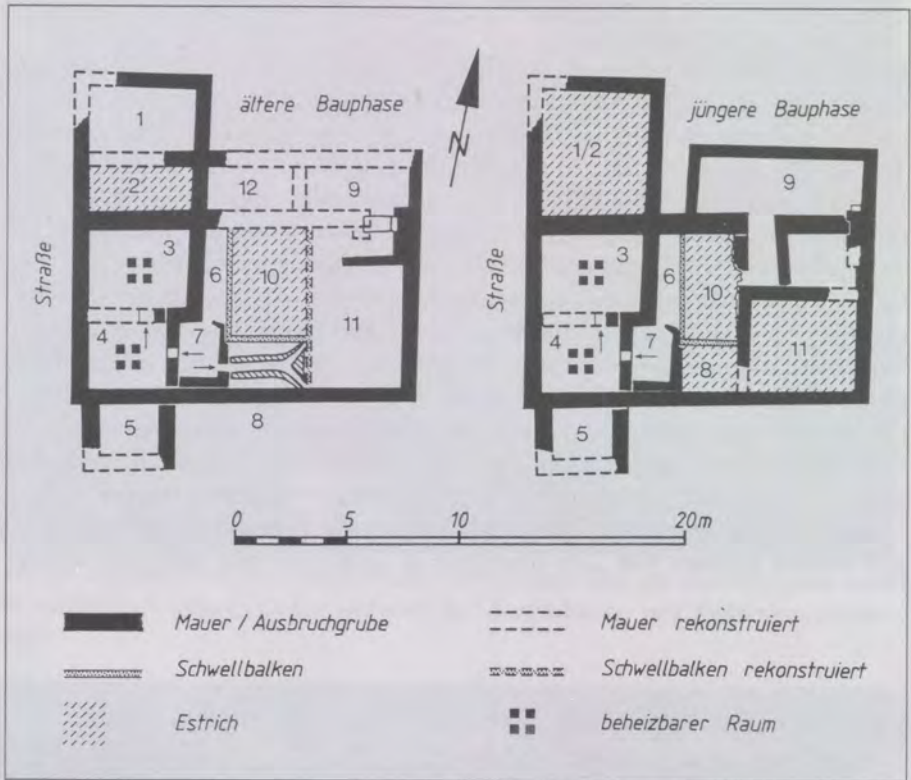 ältere Bauphase
1
2
12
9
Straße
3
6
10
4
7
11
5
8
N
jüngere Bauphase
1/2
9
Straße
3
6
10
4
7
8
11
5
0 5 10 20 m
Mauer / Ausbruchgrube
Mauer rekonstruiert
Schwellbalken
Schwellbalken rekonstruiert
Estrich
beheizbarer Raum